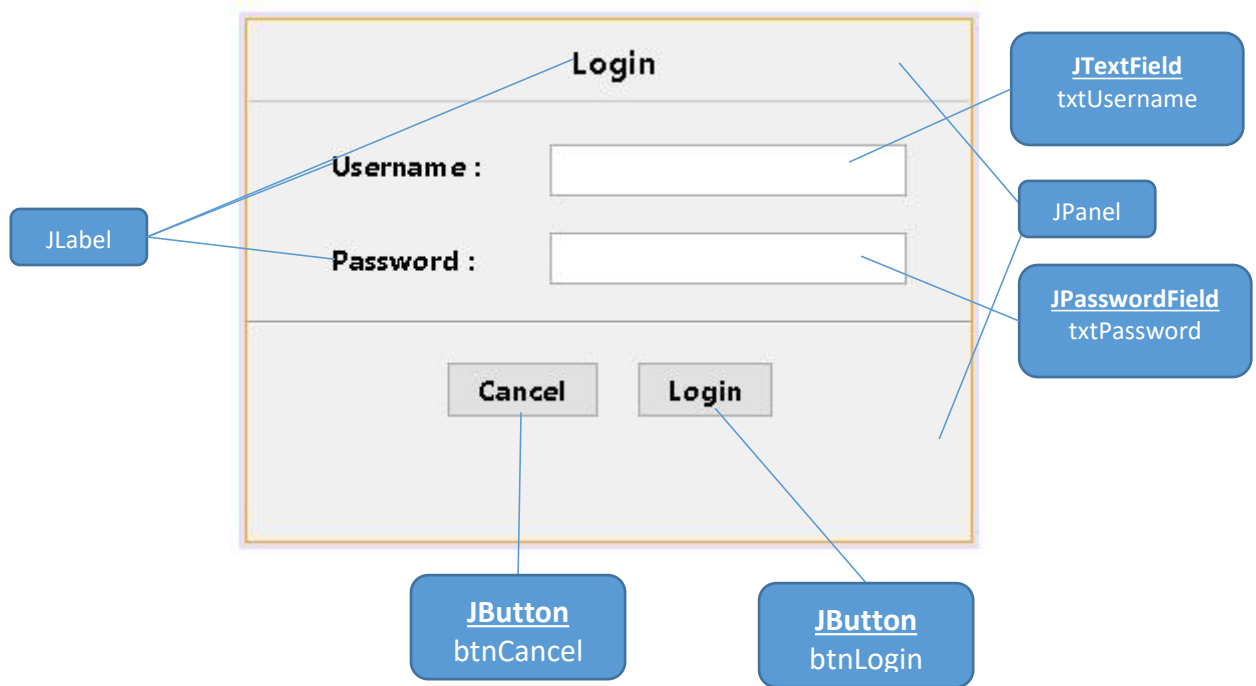 Login
JTextField
txtUsername
Username :
JPanel
JLabel
Password :
JPasswordField
txtPassword
Cancel
Login
JButton
btnCancel
JButton
btnLogin